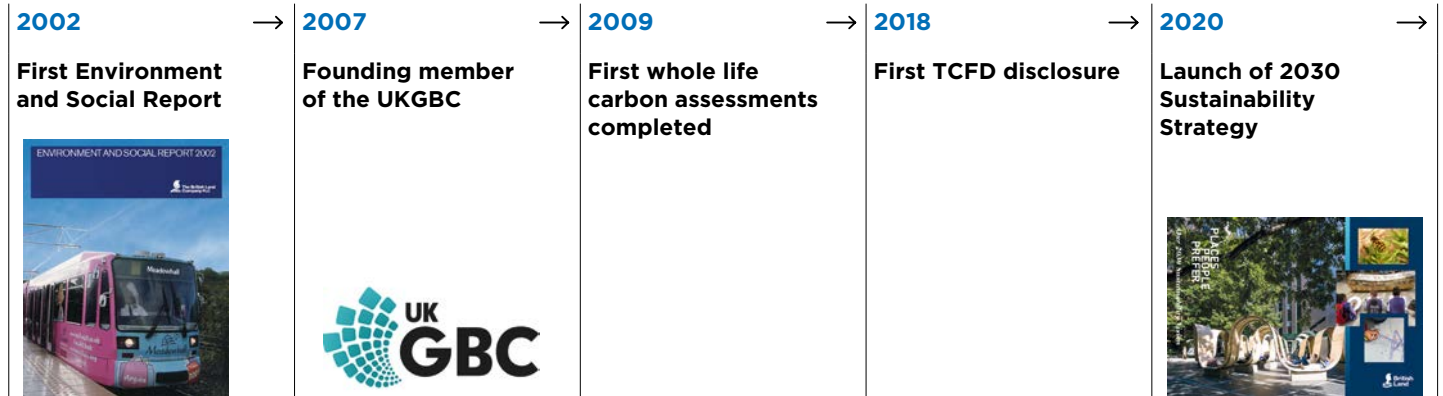 2002 →
First Environment
and Social Report
ENVIRONMENT AND SOCIAL REPORT 2002
The British Land
Company PLC
Meadowhall
Meadowhall
2007 →
Founding member
of the UKGBC
UK
GBC
2009 →
First whole life
carbon assessments
completed
2018 →
First TCFD disclosure
2020 →
Launch of 2030
Sustainability
Strategy
PLACES
PEOPLE
PREFER
British
Land